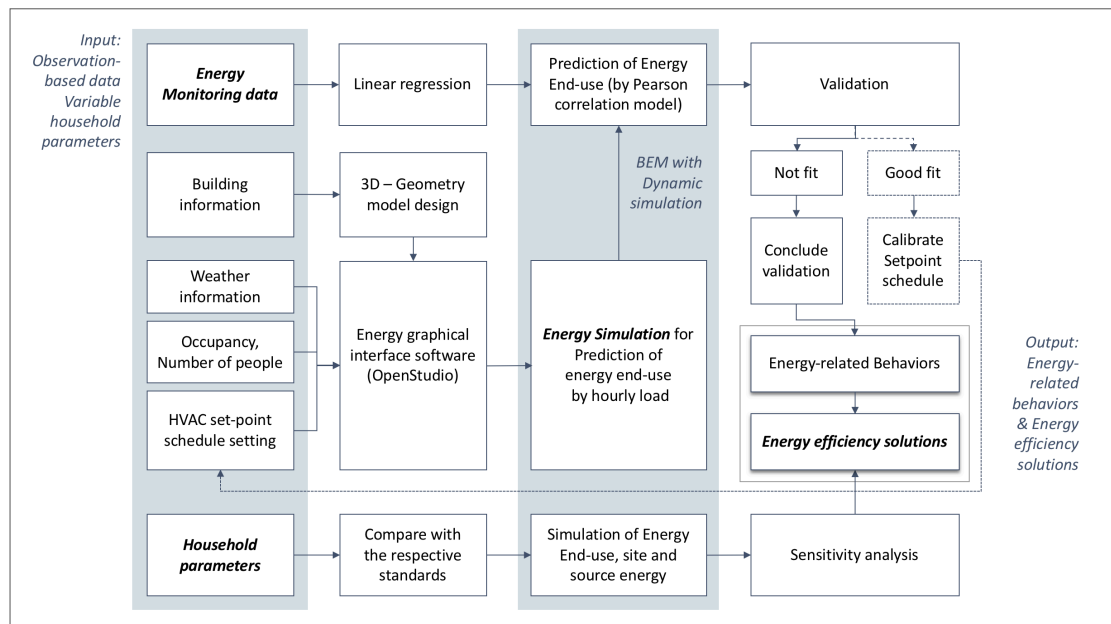 Input:
Observation-
based data
Variable
household
parameters
Energy
Monitoring data
Linear regression
Prediction of Energy
End-use (by Pearson
correlation model)
Validation
BEM with
Dynamic
simulation
Not fit
Good fit
Building
information
3D – Geometry
model design
Conclude
validation
Calibrate
Setpoint
schedule
Weather
information
Occupancy,
Number of people
HVAC set-point
schedule setting
Energy graphical
interface software
(OpenStudio)
Energy Simulation for
Prediction of
energy end-use
by hourly load
Energy-related Behaviors
Energy efficiency solutions
Output:
Energy-
related
behaviors
& Energy
efficiency
solutions
Household
parameters
Compare with
the respective
standards
Simulation of Energy
End-use, site and
source energy
Sensitivity analysis